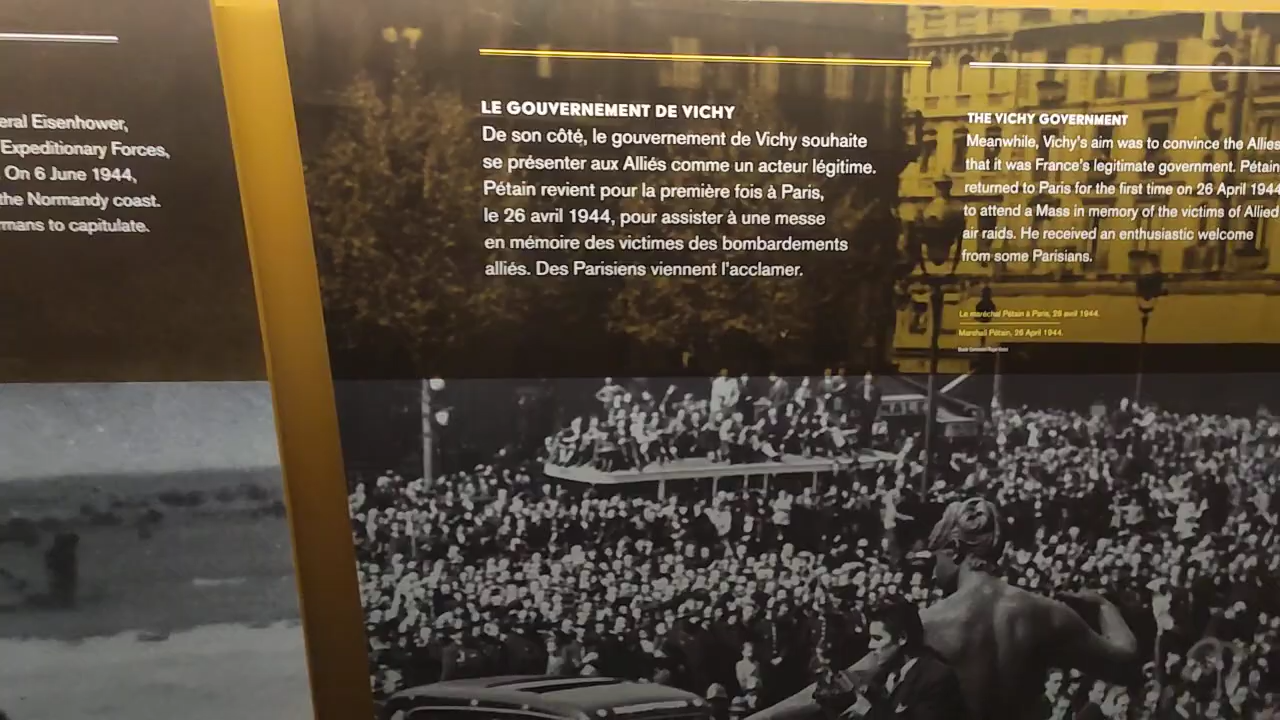 eral Eisenhower,
Expeditionary Forces,
. On 6 June 1944,
the Normandy coast.
rmans to capitulate.
LE GOUVERNEMENT DE VICHY
De son côté, le gouvernement de Vichy souhaite
se présenter aux Alliés comme un acteur légitime.
Pétain revient pour la première fois à Paris,
le 26 avril 1944, pour assister à une messe
en mémoire des victimes des bombardements
alliés. Des Parisiens viennent l'acclamer.
THE VICHY GOVERNMENT
Meanwhile, Vichy's aim was to convince the Allies
that it was France's legitimate government. Pétain
returned to Paris for the first time on 26 April 1944
to attend a Mass in memory of the victims of Allied
air raids. He received an enthusiastic welcome
from some Parisians.
Le maréchal Pétain à Paris, 26 avril 1944.
Marshall Pétain, 26 April 1944.